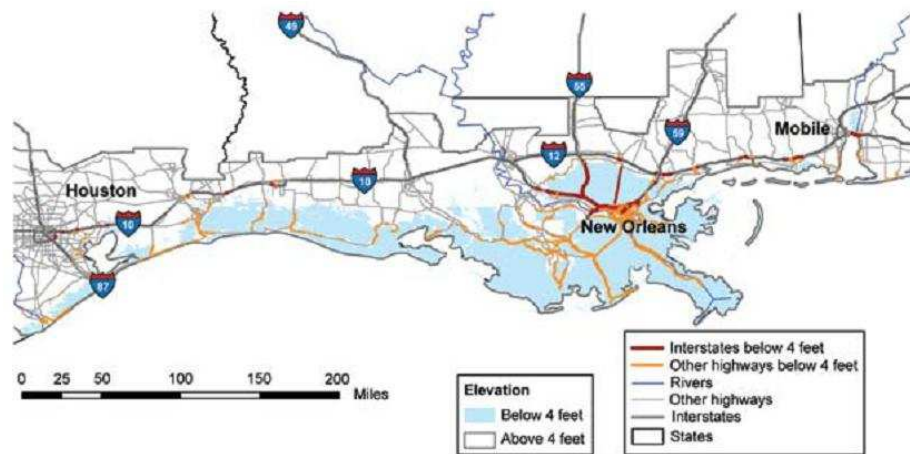 49
55
59
Mobile
12
10
Houston
10
New Orleans
87
0 25 50 100 150 200
Miles
Elevation
Below 4 feet
Above 4 feet
Interstates below 4 feet
Other highways below 4 feet
Rivers
Other highways
Interstates
States